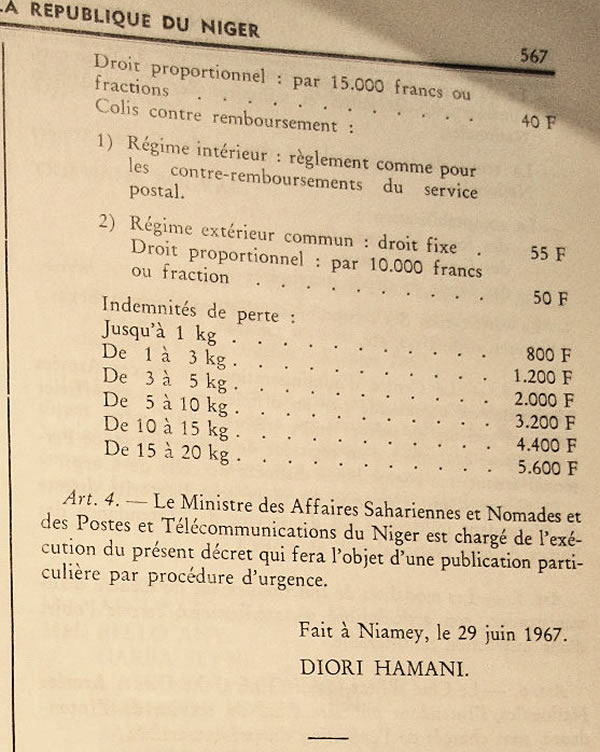 LA REPUBLIQUE DU NIGER
567
Droit proportionnel : par 15.000 francs ou
fractions . . . . . . . . . . . 40 F
Colis contre remboursement :
1) Régime intérieur : règlement comme pour
les contre-remboursements du service
postal.
2) Régime extérieur commun : droit fixe . 55 F
Droit proportionnel : par 10.000 francs
ou fraction . . . . . . . . . . 50 F
Indemnités de perte :
Jusqu'à 1 kg . . . . . . . . . . . 800 F
De 1 à 3 kg . . . . . . . . . . . 1.200 F
De 3 à 5 kg . . . . . . . . . . . 2.000 F
De 5 à 10 kg . . . . . . . . . . . 3.200 F
De 10 à 15 kg . . . . . . . . . . . 4.400 F
De 15 à 20 kg . . . . . . . . . . . 5.600 F
Art. 4. — Le Ministre des Affaires Sahariennes et Nomades et
des Postes et Télécommunications du Niger est chargé de l'exé-
cution du présent décret qui fera l'objet d'une publication parti-
culière par procédure d'urgence.
Fait à Niamey, le 29 juin 1967.
DIORI HAMANI.